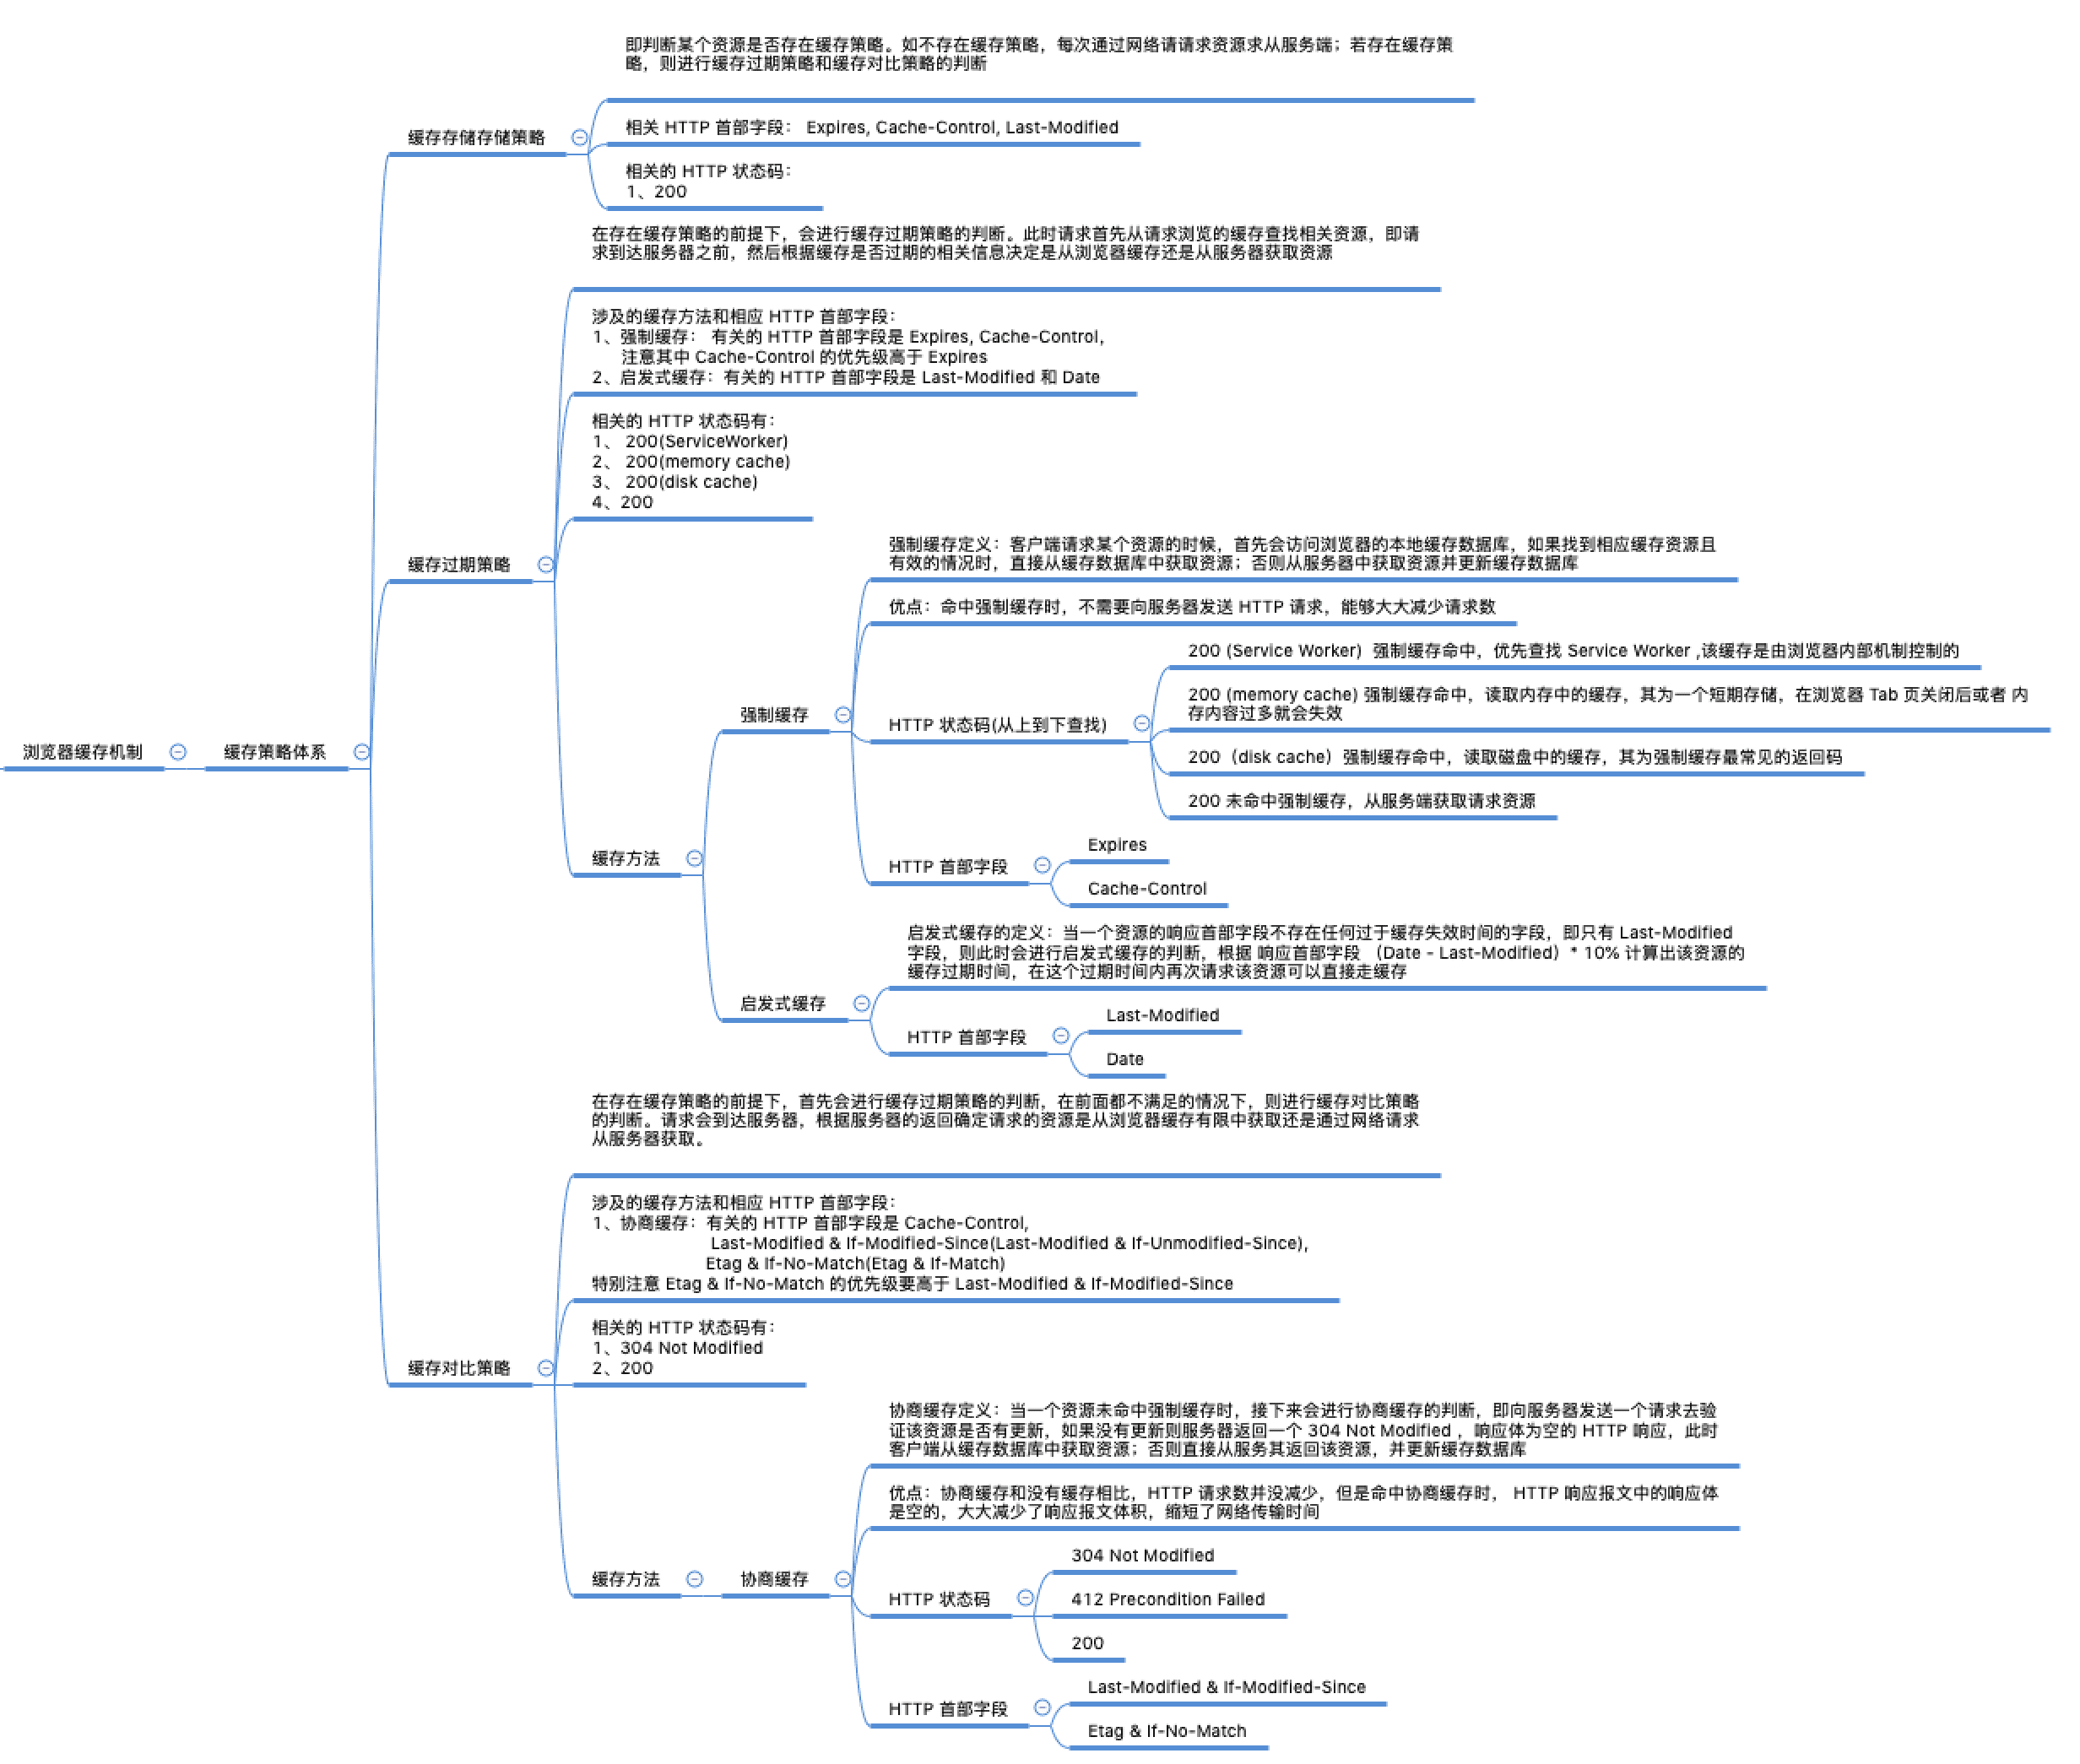 浏览器缓存机制
缓存策略体系
缓存存储存储策略
即判断某个资源是否存在缓存策略。如不存在缓存策略，每次通过网络请请求资源求从服务端；若存在缓存策
略，则进行缓存过期策略和缓存对比策略的判断
相关 HTTP 首部字段： Expires, Cache-Control, Last-Modified
相关的 HTTP 状态码：
1、200
缓存过期策略
在存在缓存策略的前提下，会进行缓存过期策略的判断。此时请求首先从请求浏览的缓存查找相关资源，即请
求到达服务器之前，然后根据缓存是否过期的相关信息决定是从浏览器缓存还是从服务器获取资源
涉及的缓存方法和相应 HTTP 首部字段：
1、强制缓存： 有关的 HTTP 首部字段是 Expires, Cache-Control,
注意其中 Cache-Control 的优先级高于 Expires
2、启发式缓存：有关的 HTTP 首部字段是 Last-Modified 和 Date
相关的 HTTP 状态码有：
1、 200(ServiceWorker)
2、 200(memory cache)
3、 200(disk cache)
4、200
缓存方法
强制缓存
强制缓存定义：客户端请求某个资源的时候，首先会访问浏览器的本地缓存数据库，如果找到相应缓存资源且
有效的情况时，直接从缓存数据库中获取资源；否则从服务器中获取资源并更新缓存数据库
优点：命中强制缓存时，不需要向服务器发送 HTTP 请求，能够大大减少请求数
HTTP 状态码(从上到下查找)
200 (Service Worker) 强制缓存命中，优先查找 Service Worker ,该缓存是由浏览器内部机制控制的
200 (memory cache) 强制缓存命中，读取内存中的缓存，其为一个短期存储，在浏览器 Tab 页关闭后或者 内
存内容过多就会失效
200（disk cache）强制缓存命中，读取磁盘中的缓存，其为强制缓存最常见的返回码
200 未命中强制缓存，从服务端获取请求资源
HTTP 首部字段
Expires
Cache-Control
启发式缓存
启发式缓存的定义：当一个资源的响应首部字段不存在任何过于缓存失效时间的字段，即只有 Last-Modified
字段，则此时会进行启发式缓存的判断，根据 响应首部字段 （Date - Last-Modified）* 10% 计算出该资源的
缓存过期时间，在这个过期时间内再次请求该资源可以直接走缓存
HTTP 首部字段
Last-Modified
Date
缓存对比策略
在存在缓存策略的前提下，首先会进行缓存过期策略的判断，在前面都不满足的情况下，则进行缓存对比策略
的判断。请求会到达服务器，根据服务器的返回确定请求的资源是从浏览器缓存有限中获取还是通过网络请求
从服务器获取。
涉及的缓存方法和相应 HTTP 首部字段：
1、协商缓存：有关的 HTTP 首部字段是 Cache-Control,
Last-Modified & If-Modified-Since(Last-Modified & If-Unmodified-Since),
Etag & If-No-Match(Etag & If-Match)
特别注意 Etag & If-No-Match 的优先级要高于 Last-Modified & If-Modified-Since
相关的 HTTP 状态码有：
1、304 Not Modified
2、200
缓存方法
协商缓存
协商缓存定义：当一个资源未命中强制缓存时，接下来会进行协商缓存的判断，即向服务器发送一个请求去验
证该资源是否有更新，如果没有更新则服务器返回一个 304 Not Modified ，响应体为空的 HTTP 响应，此时
客户端从缓存数据库中获取资源；否则直接从服务其返回该资源，并更新缓存数据库
优点：协商缓存和没有缓存相比，HTTP 请求数并没减少，但是命中协商缓存时， HTTP 响应报文中的响应体
是空的，大大减少了响应报文体积，缩短了网络传输时间
HTTP 状态码
304 Not Modified
412 Precondition Failed
200
HTTP 首部字段
Last-Modified & If-Modified-Since
Etag & If-No-Match